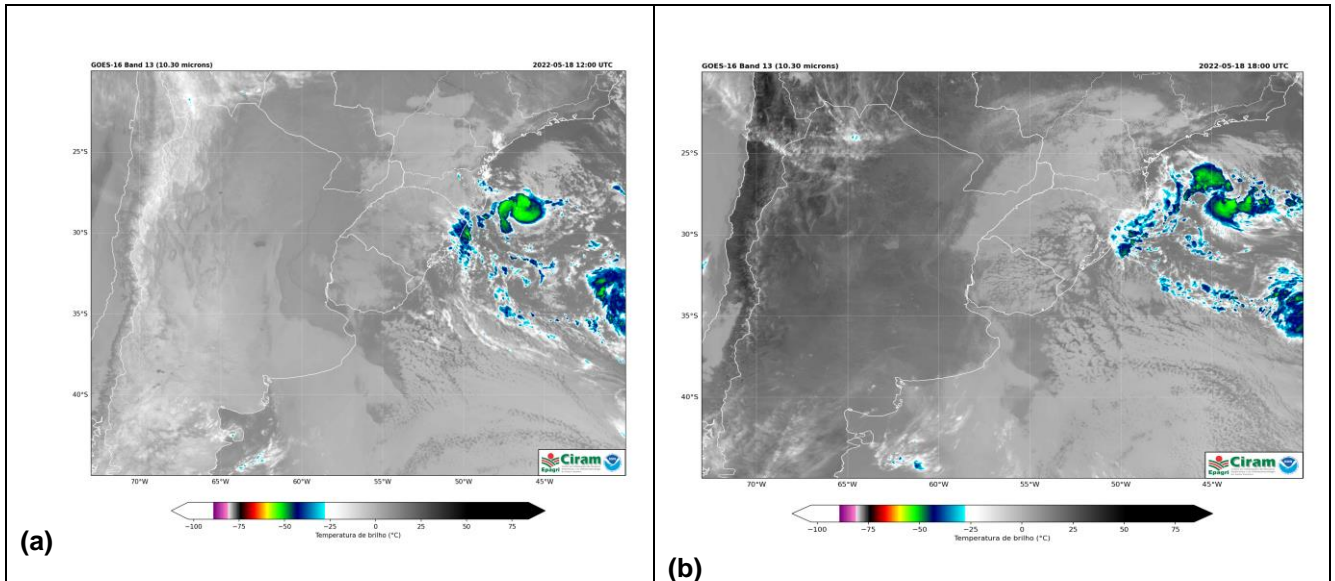 GOES-16 Band 13 (10.30 microns) 2022-05-18 12:00 UTC
25°S
30°S
35°S
40°S
70°W 65°W 60°W 55°W 50°W 45°W
Epagri Ciram
−100 −75 −50 −25 0 25 50 75
Temperatura de brilho (°C)
(a)
GOES-16 Band 13 (10.30 microns) 2022-05-18 18:00 UTC
25°S
30°S
35°S
40°S
70°W 65°W 60°W 55°W 50°W 45°W
Epagri Ciram
−100 −75 −50 −25 0 25 50 75
Temperatura de brilho (°C)
(b)